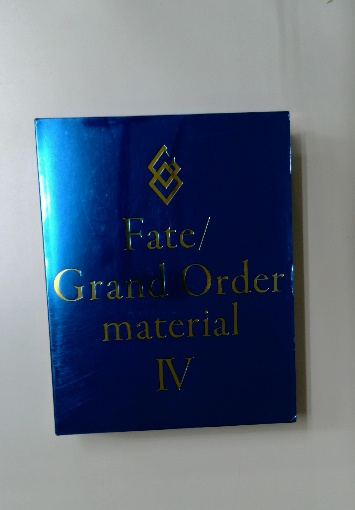 Fate/
Grand Order
material
IV